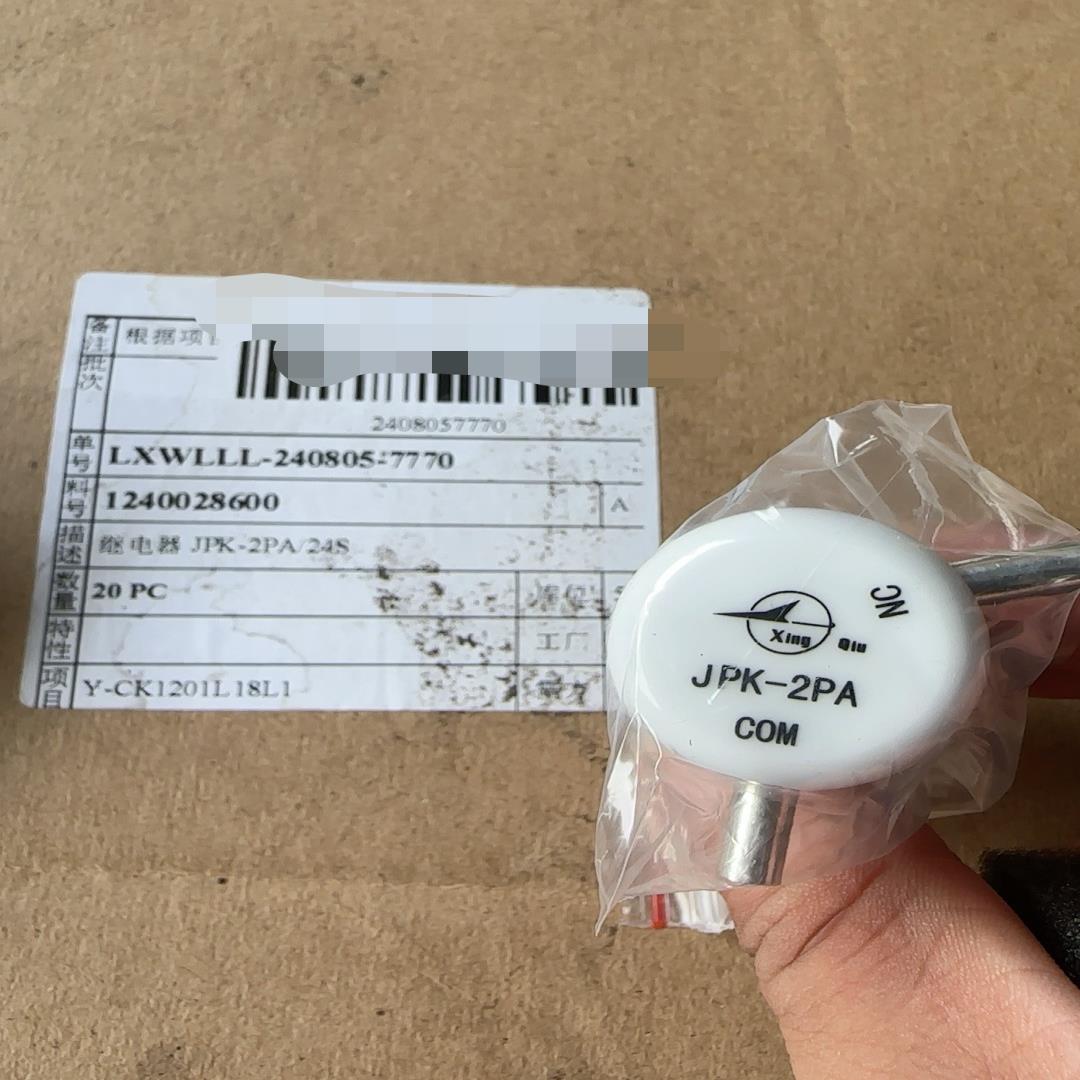 备注
根据项
批次
2408057770
单号
LXWLLL-240805-7770
料号
1240028600
A
描述
继电器 JPK-2PA/24S
数量
20 PC
特性
工厂
项目
Y-CK1201L18L1
NC
Xing Qiu
JPK-2PA
COM